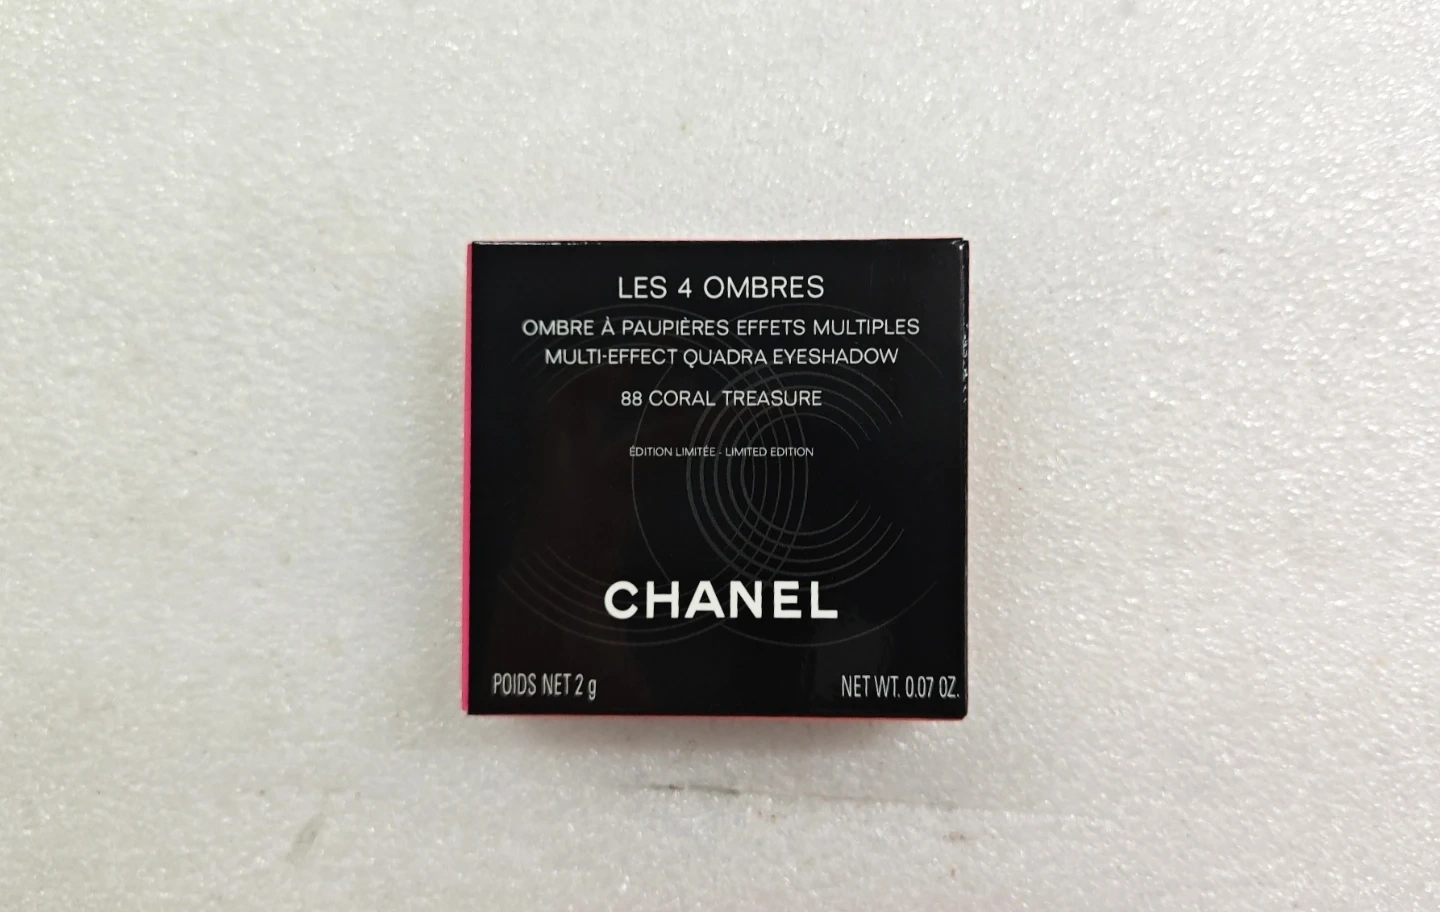 LES 4 OMBRES
OMBRE À PAUPIÈRES EFFETS MULTIPLES
MULTI-EFFECT QUADRA EYESHADOW
88 CORAL TREASURE
ÉDITION LIMITÉE - LIMITED EDITION
CHANEL
POIDS NET 2 g
NET WT. 0.07 OZ.